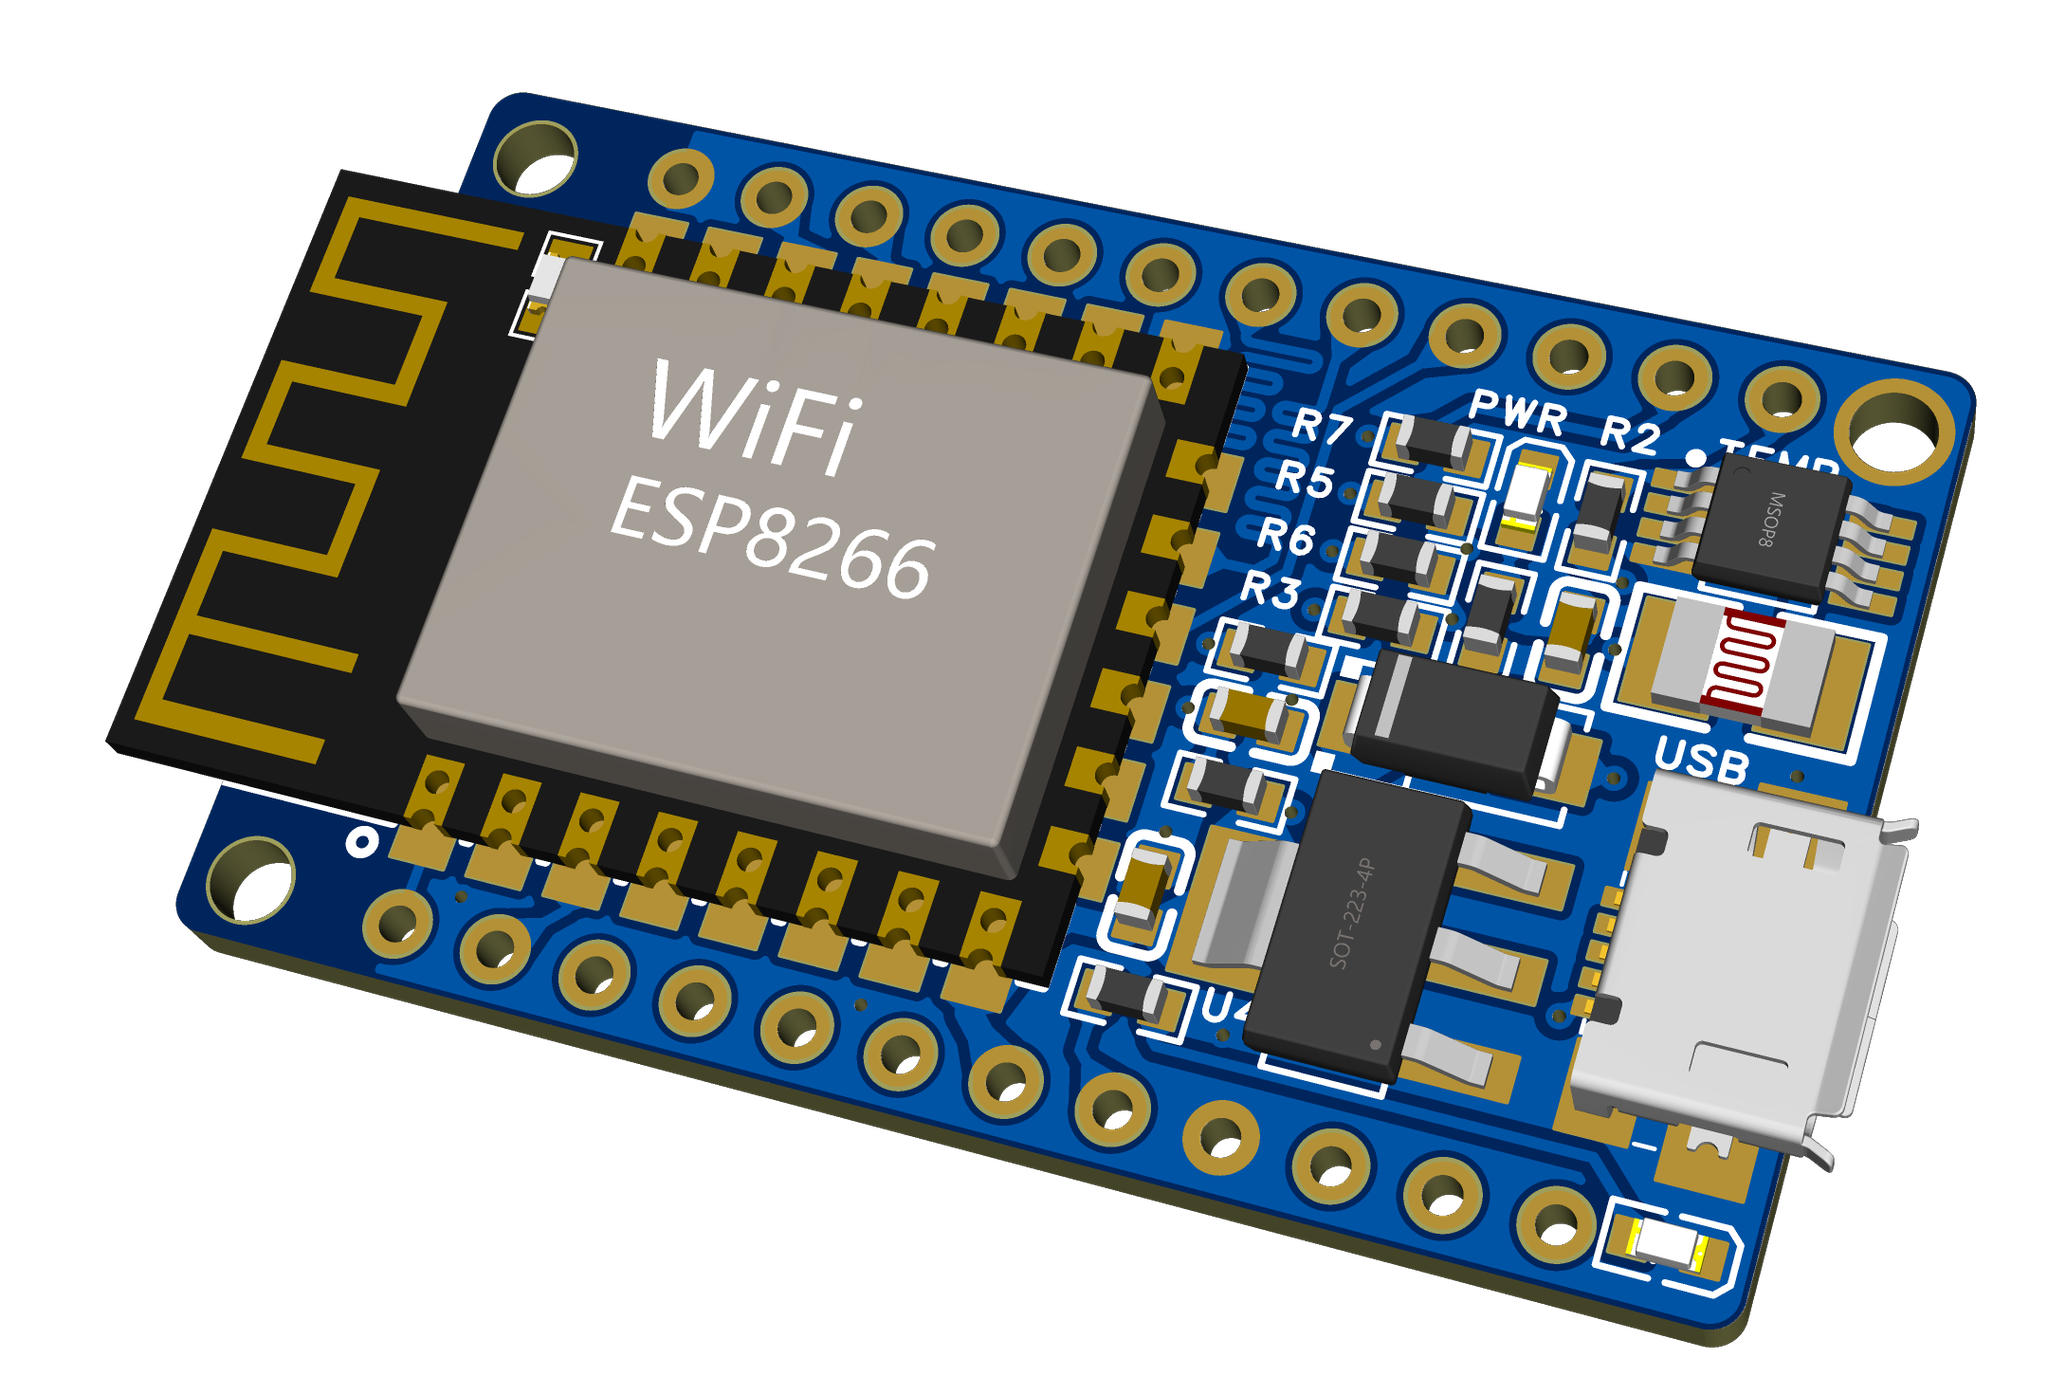 WiFi
ESP8266
PWR
R2
R7
TEMP
R5
MSOP8
R6
R3
USB
SOT-223-4P
U4